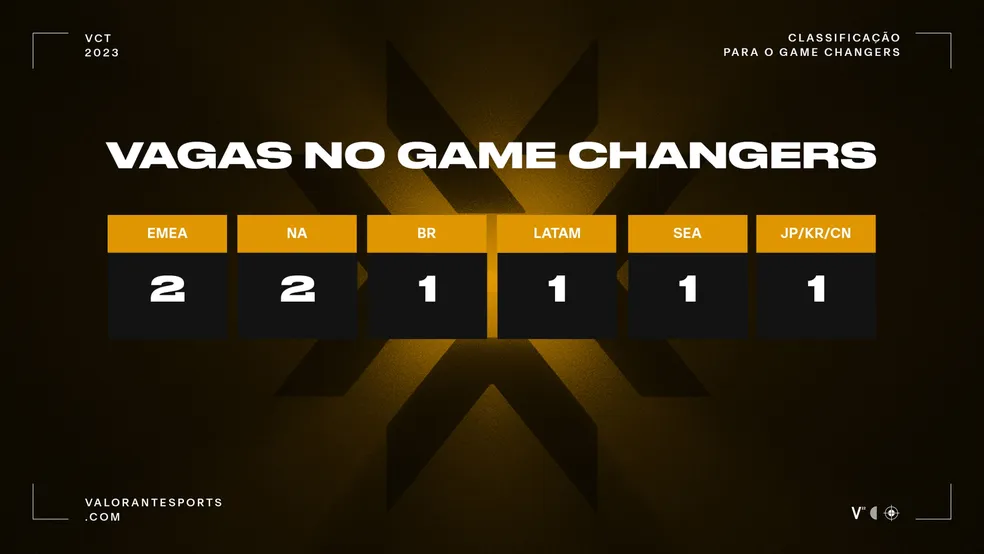 VCT
2023
CLASSIFICAÇÃO
PARA O GAME CHANGERS
VAGAS NO GAME CHANGERS
EMEA NA BR LATAM SEA JP/KR/CN
2 2 1 1 1 1
VALORANTESPORTS
.COM